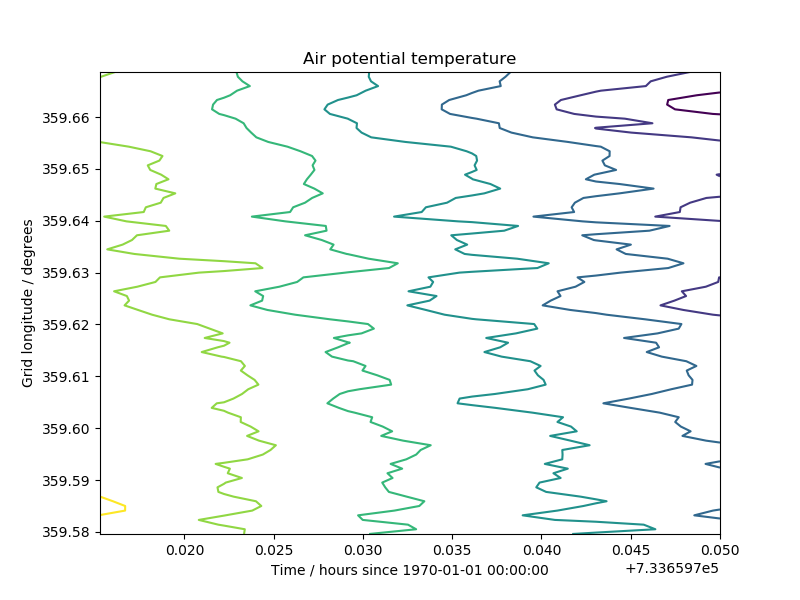 Air potential temperature
Grid longitude / degrees
359.66
359.65
359.64
359.63
359.62
359.61
359.60
359.59
359.58
0.020 0.025 0.030 0.035 0.040 0.045 0.050
+7.336597e5
Time / hours since 1970-01-01 00:00:00